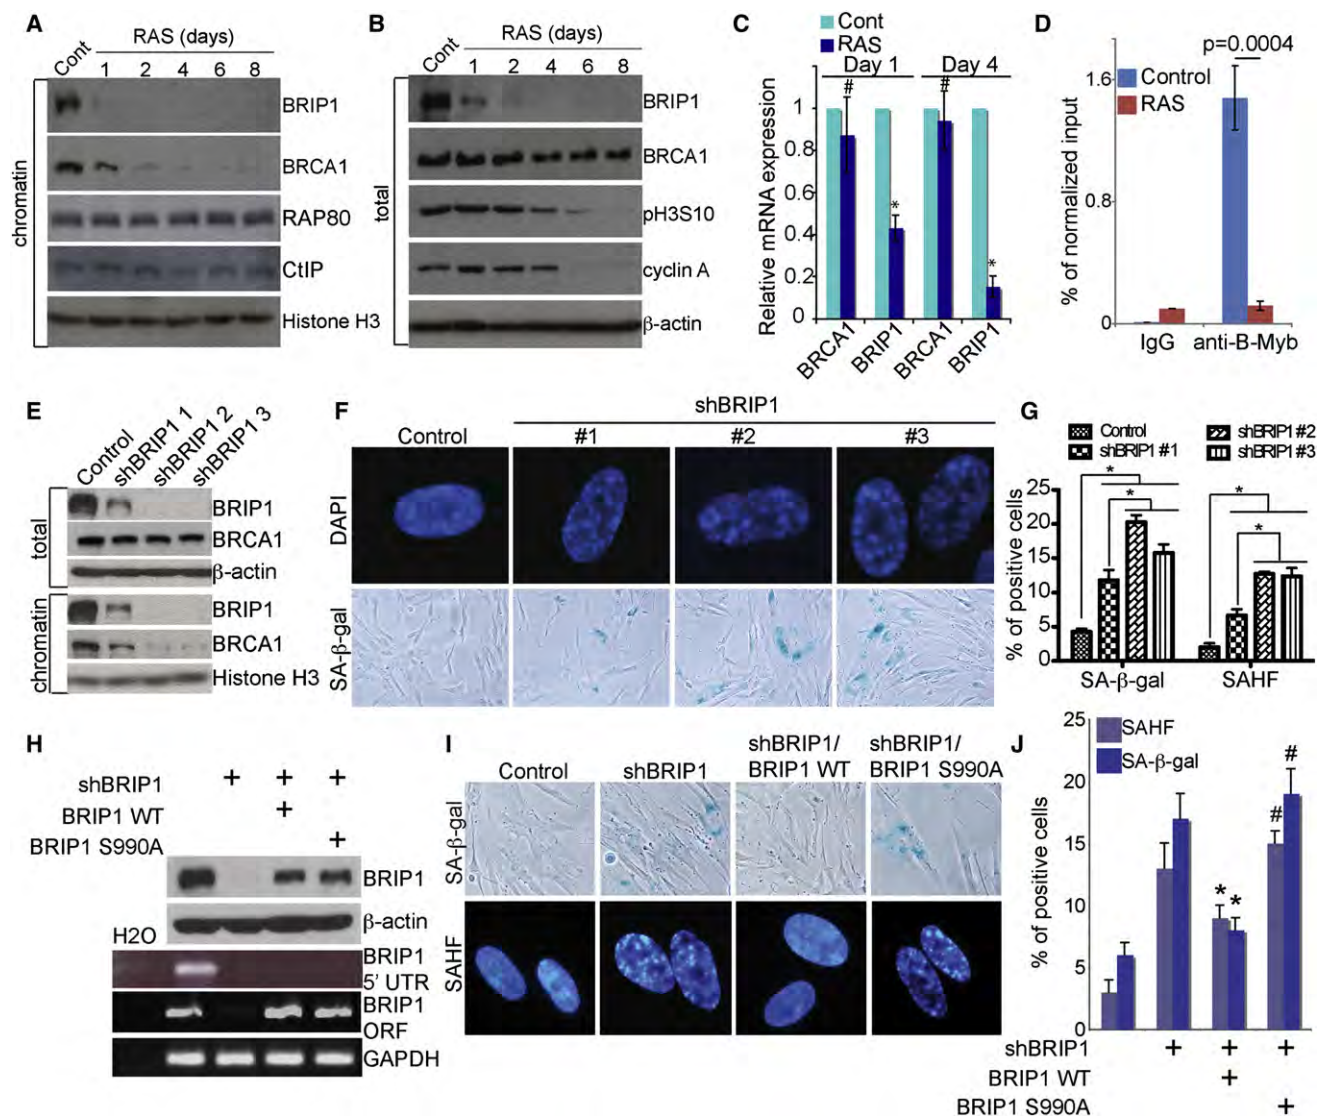 A
RAS (days)
Cont
1 2 4 6 8
chromatin
BRIP1
BRCA1
RAP80
CtIP
Histone H3
B
RAS (days)
Cont
1 2 4 6 8
total
BRIP1
BRCA1
pH3S10
cyclin A
β-actin
C
Cont
RAS
Day 1 Day 4
# #
* *
Relative mRNA expression
1
0.8
0.6
0.4
0.2
0
BRCA1 BRIP1 BRCA1 BRIP1
D
p=0.0004
Control
RAS
% of normalized input
1.6
0.8
0
IgG anti-B-Myb
E
Control shBRIP1 1 shBRIP1 2 shBRIP1 3
total
BRIP1
BRCA1
β-actin
chromatin
BRIP1
BRCA1
Histone H3
F
shBRIP1
Control #1 #2 #3
DAPI
SA-β-gal
G
Control shBRIP1 #2
shBRIP1 #1 shBRIP1 #3
* *
* *
% of positive cells
25
20
15
10
5
0
SA-β-gal SAHF
H
shBRIP1 + + +
BRIP1 WT +
BRIP1 S990A +
BRIP1
β-actin
H2O
BRIP1
5' UTR
BRIP1
ORF
GAPDH
I
Control shBRIP1 shBRIP1/
BRIP1 WT shBRIP1/
BRIP1 S990A
SA-β-gal
SAHF
J
SAHF
SA-β-gal
% of positive cells
25
20
15
10
5
0
* *
# #
shBRIP1 + + +
BRIP1 WT +
BRIP1 S990A +